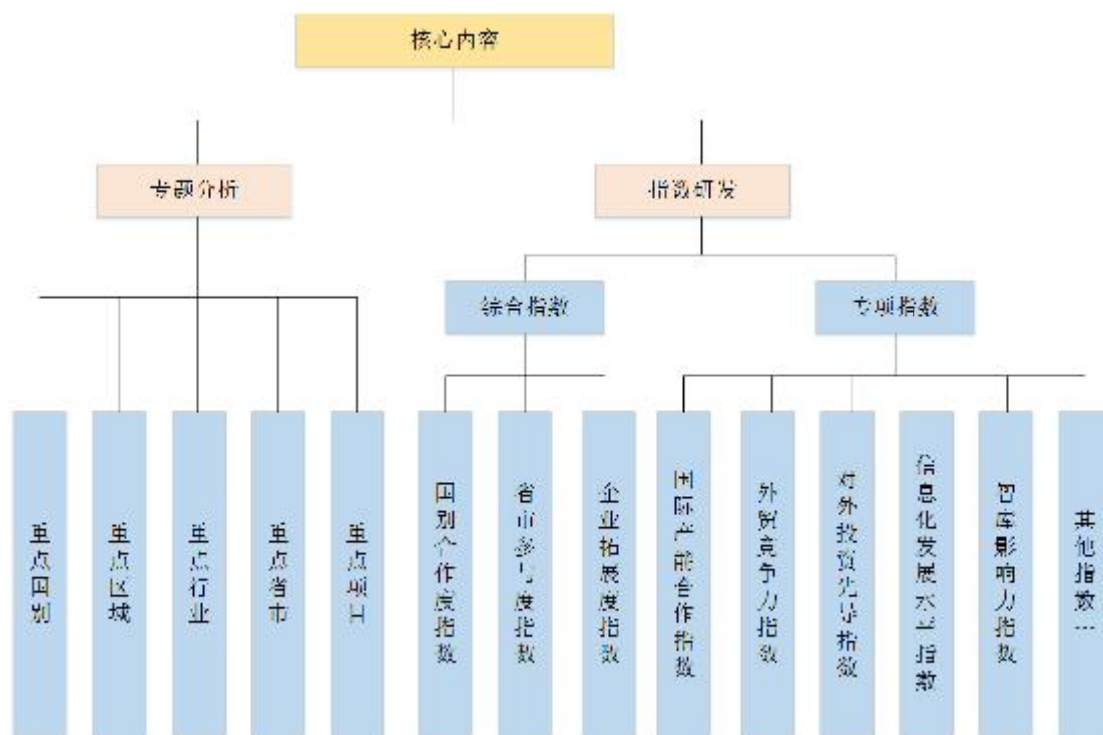 核心内容
专题分析
指数研发
综合指数
专项指数
重点国别
重点区域
重点行业
重点省市
重点项目
国别合作度指数
省市参与度指数
企业拓展度指数
国际产能合作指数
外贸竞争力指数
对外投资先导指数
信息化发展水平指数
智库影响力指数
其他指数…